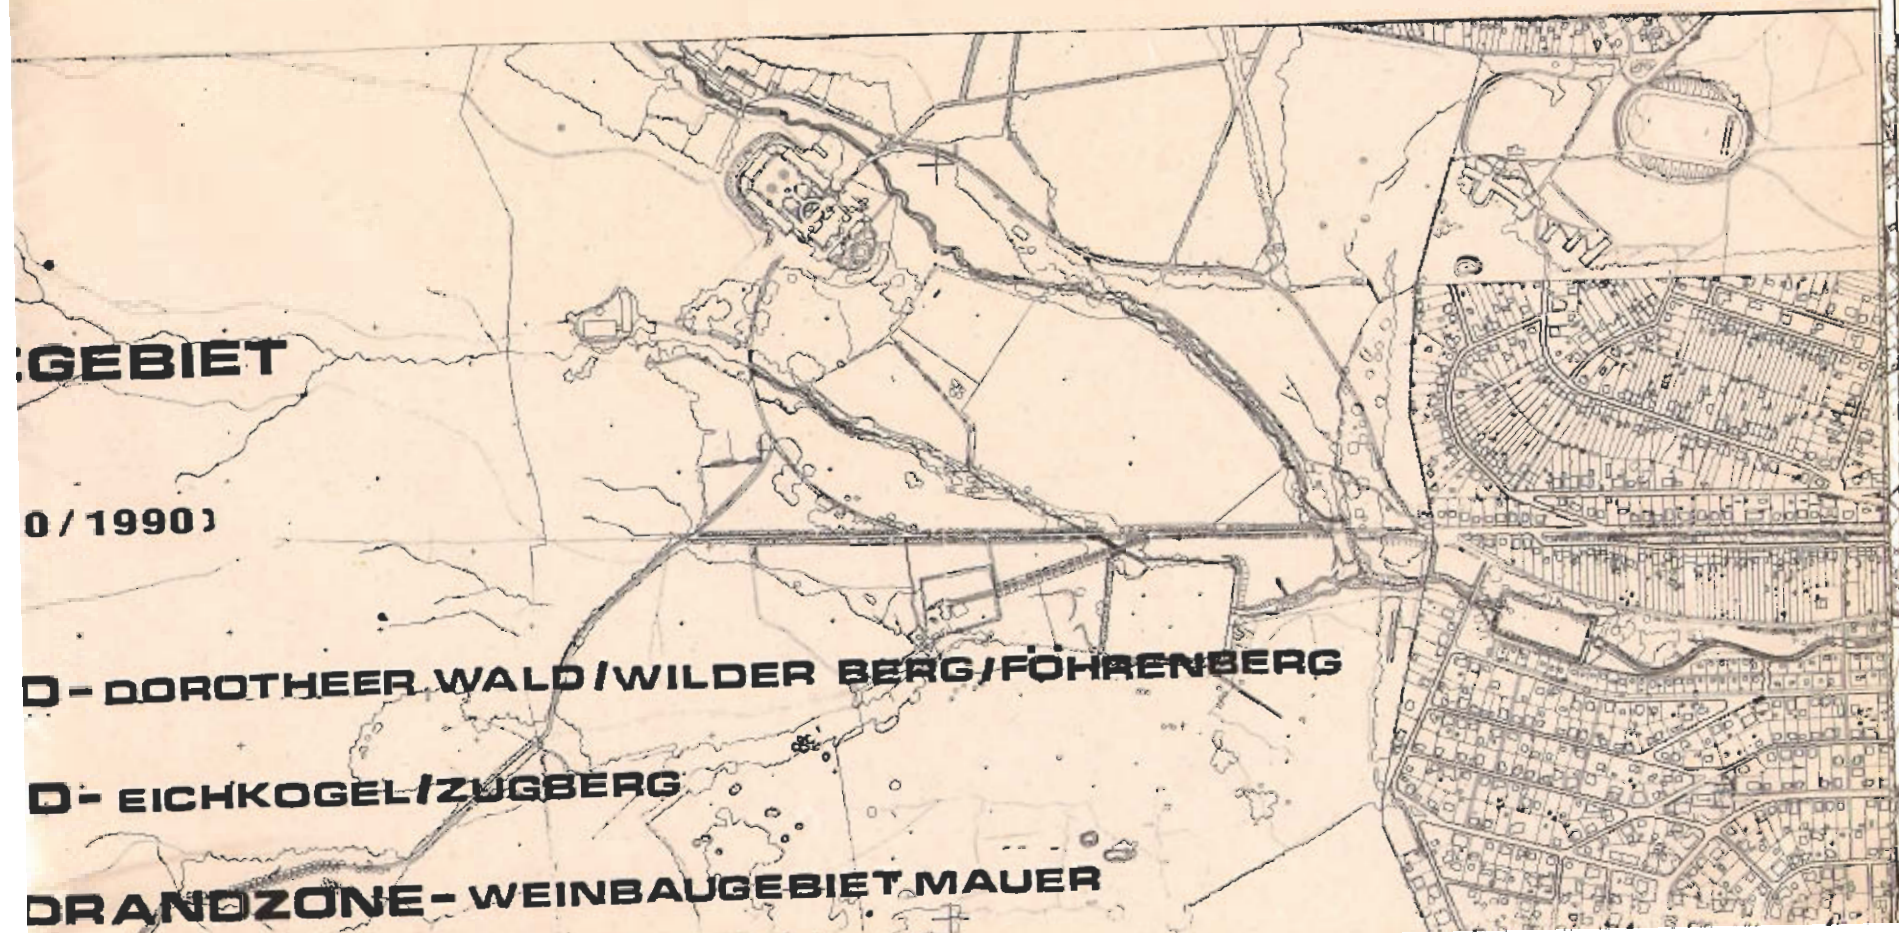 GEBIET
0/1990)
D-DOROTHEER WALD/WILDER BERG/FÖHRENBERG
D-EICHKOGEL/ZUGBERG
DRANDZONE-WEINBAUGEBIET MAUER